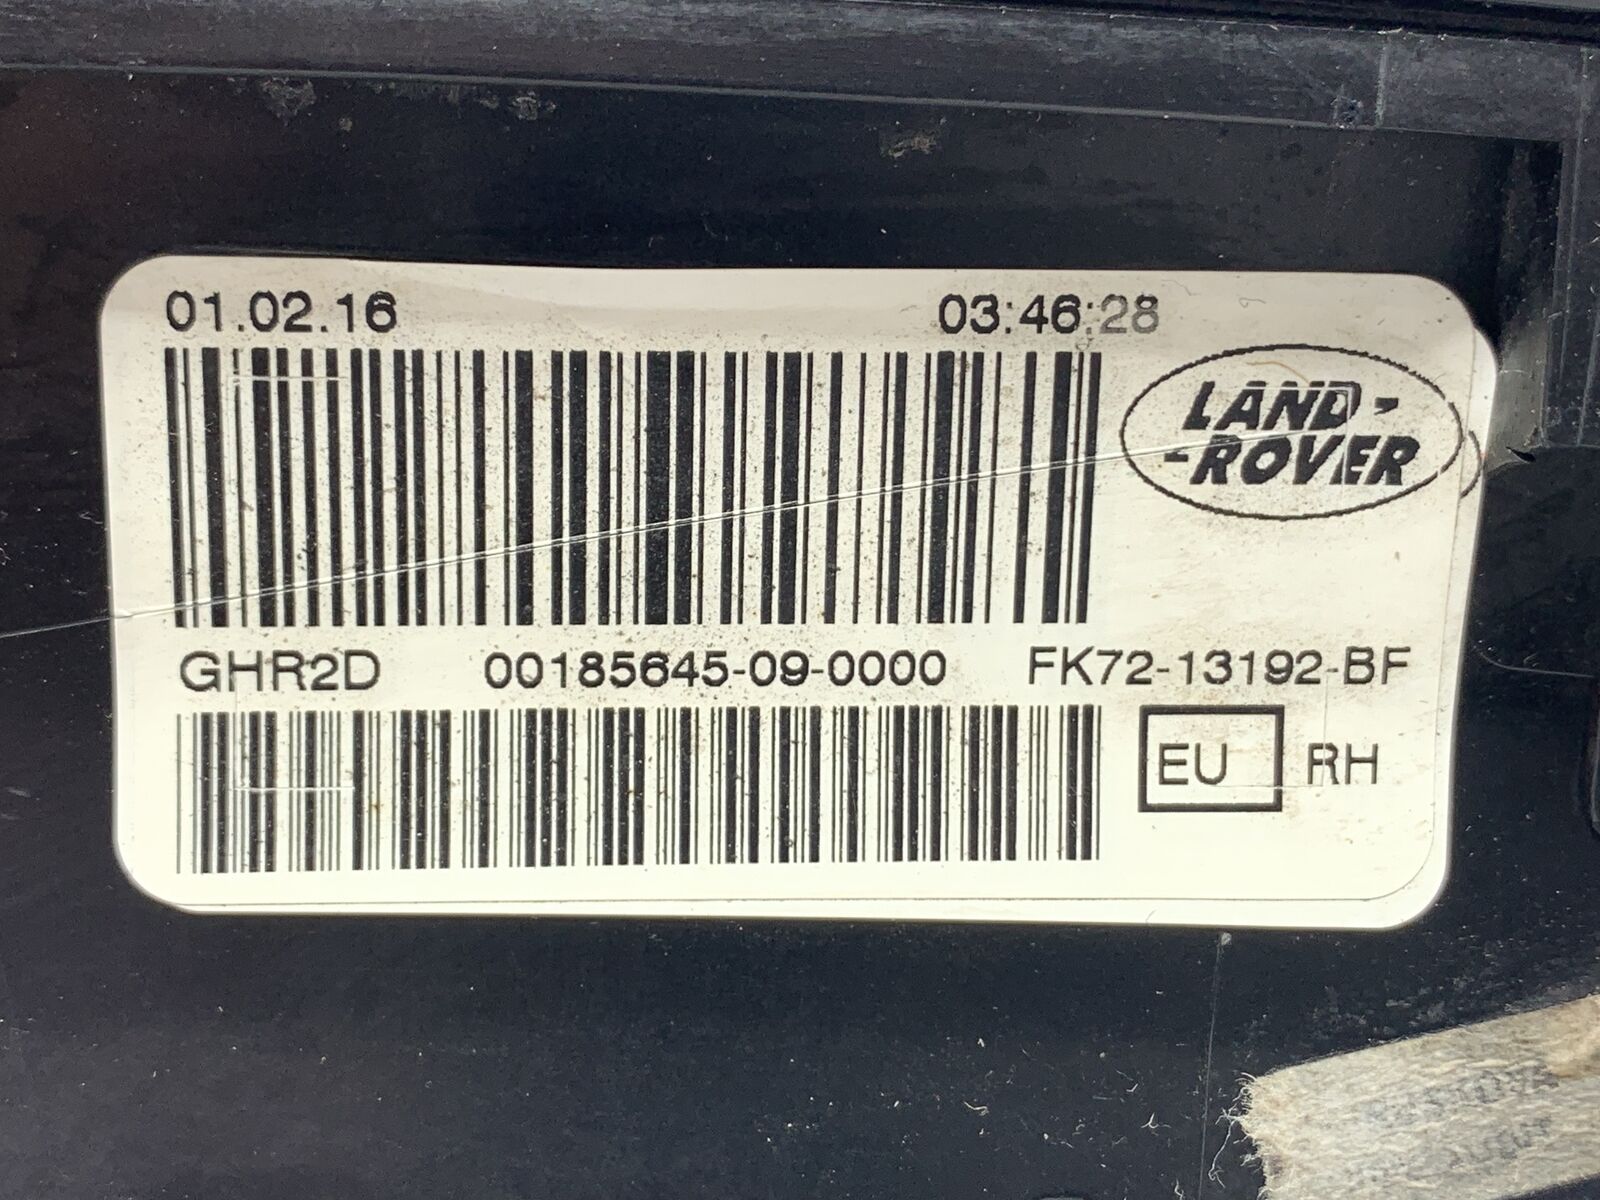 01.02.16 03:46:28
LAND-
-ROVER
GHR2D 00185645-09-0000 FK72-13192-BF
EU RH